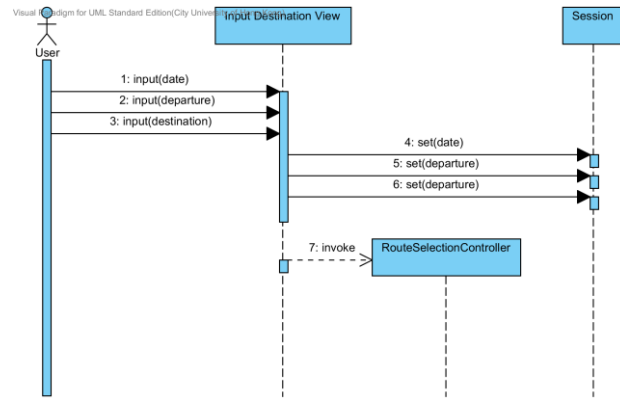 Visual Paradigm for UML Standard Edition(City University of
Input Destination View
Session
User
1: input(date)
2: input(departure)
3: input(destination)
4: set(date)
5: set(departure)
6: set(departure)
7: invoke
RouteSelectionController